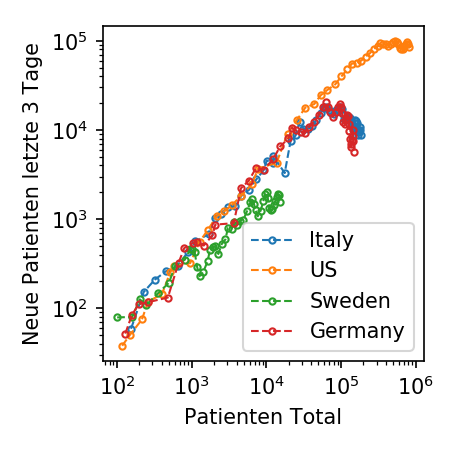 Neue Patienten letzte 3 Tage
10^5
10^4
10^3
10^2
Italy
US
Sweden
Germany
10^2 10^3 10^4 10^5 10^6
Patienten Total